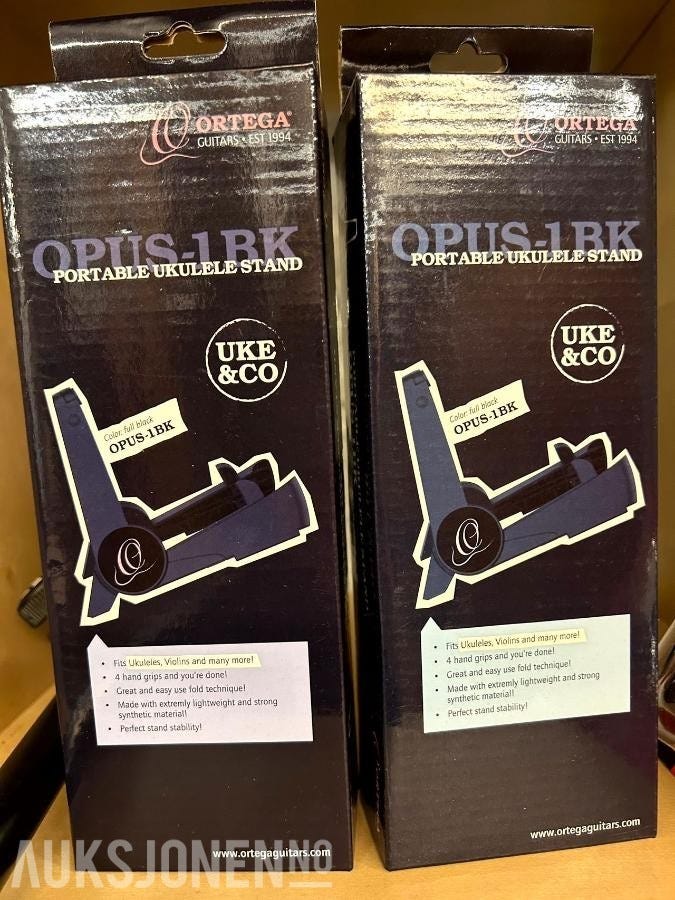 ORTEGA®
GUITARS • EST 1994
OPUS-1BK
PORTABLE UKULELE STAND
UKE
&CO
Color: full black
OPUS-1BK
• Fits Ukuleles, Violins and many more!
• 4 hand grips and you're done!
• Great and easy use fold technique!
• Made with extremly lightweight and strong
synthetic material!
• Perfect stand stability!
www.ortegaguitars.com
ORTEGA
GUITARS • EST 1994
OPUS-1BK
PORTABLE UKULELE STAND
UKE
&CO
Color: full black
OPUS-1BK
• Fits Ukuleles, Violins and many more!
• 4 hand grips and you're done!
• Great and easy use fold technique!
• Made with extremly lightweight and strong
synthetic material!
• Perfect stand stability!
www.ortegaguitars.com
AUKSJONEN.NO